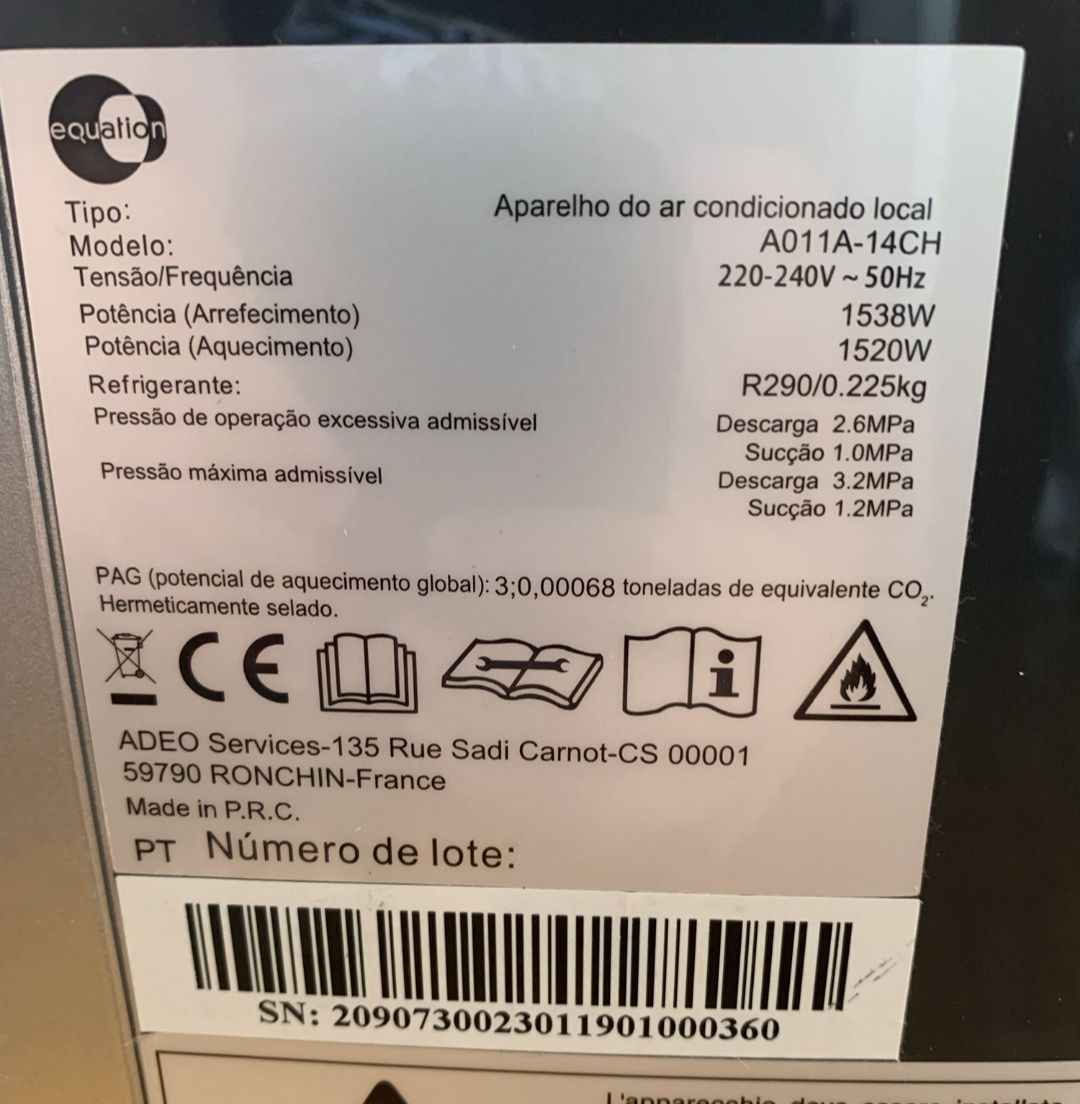 equation
Tipo: Aparelho do ar condicionado local
Modelo: A011A-14CH
Tensão/Frequência 220-240V ~ 50Hz
Potência (Arrefecimento) 1538W
Potência (Aquecimento) 1520W
Refrigerante: R290/0.225kg
Pressão de operação excessiva admissível Descarga 2.6MPa
Sucção 1.0MPa
Pressão máxima admissível Descarga 3.2MPa
Sucção 1.2MPa
PAG (potencial de aquecimento global): 3;0,00068 toneladas de equivalente CO₂.
Hermeticamente selado.
CE
ADEO Services-135 Rue Sadi Carnot-CS 00001
59790 RONCHIN-France
Made in P.R.C.
PT Número de lote:
SN: 2090730023011901000360
L'apparecchio deve essere